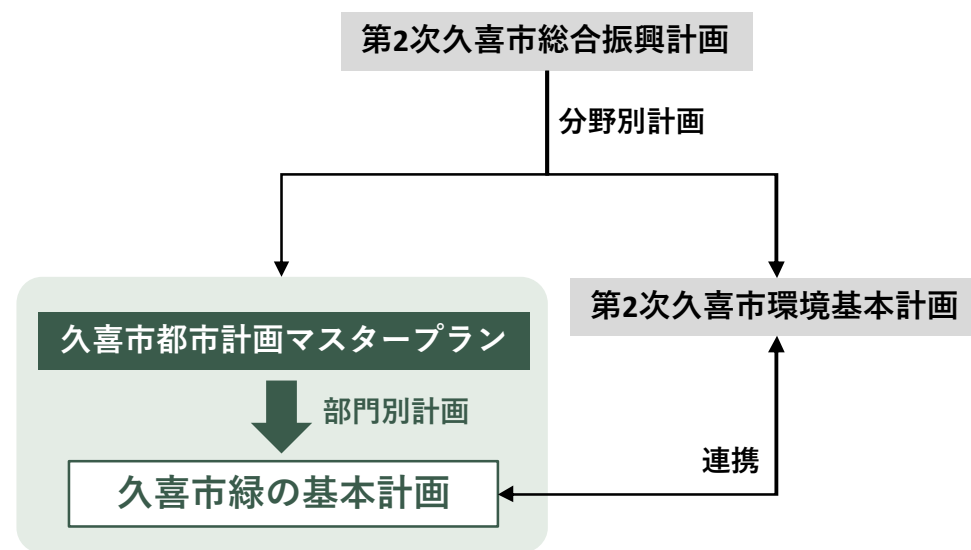 第2次久喜市総合振興計画
分野別計画
第2次久喜市環境基本計画
久喜市都市計画マスタープラン
部門別計画
連携
久喜市緑の基本計画